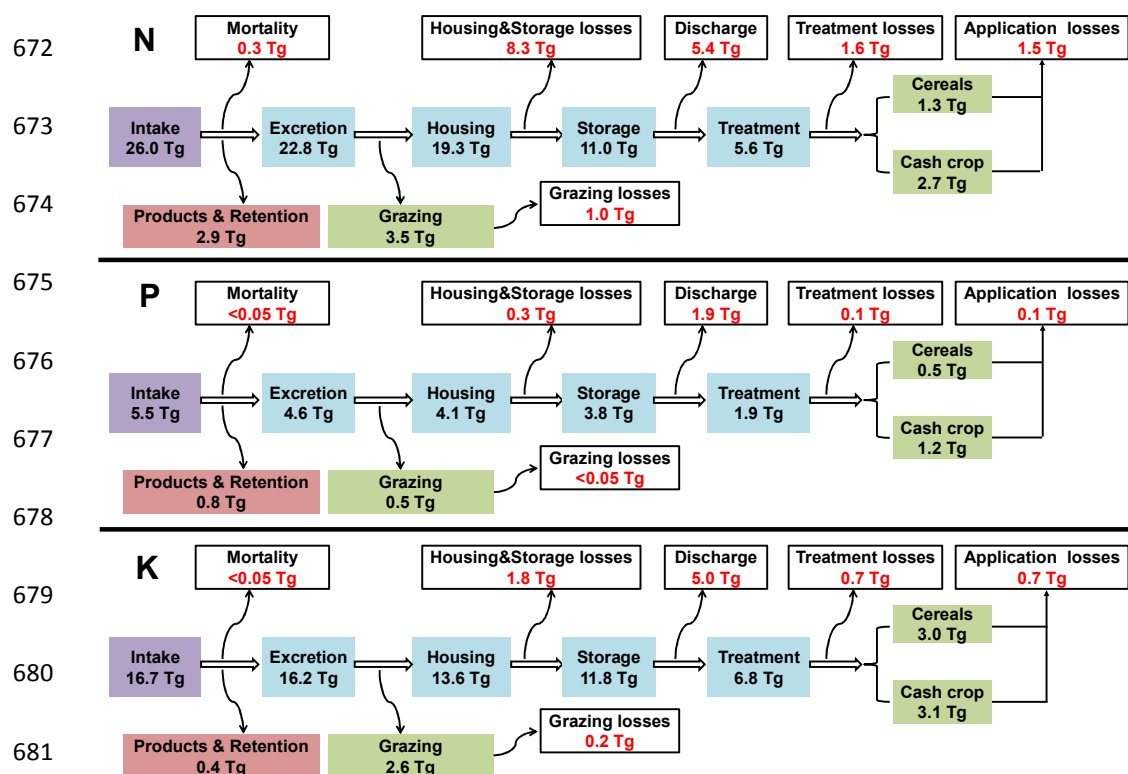 672
N
Mortality
0.3 Tg
Housing&Storage losses
8.3 Tg
Discharge
5.4 Tg
Treatment losses
1.6 Tg
Application losses
1.5 Tg
673
Intake
26.0 Tg
Excretion
22.8 Tg
Housing
19.3 Tg
Storage
11.0 Tg
Treatment
5.6 Tg
Cereals
1.3 Tg
Cash crop
2.7 Tg
674
Products & Retention
2.9 Tg
Grazing
3.5 Tg
Grazing losses
1.0 Tg
675
P
Mortality
<0.05 Tg
Housing&Storage losses
0.3 Tg
Discharge
1.9 Tg
Treatment losses
0.1 Tg
Application losses
0.1 Tg
676
Intake
5.5 Tg
Excretion
4.6 Tg
Housing
4.1 Tg
Storage
3.8 Tg
Treatment
1.9 Tg
Cereals
0.5 Tg
Cash crop
1.2 Tg
677
Products & Retention
0.8 Tg
Grazing
0.5 Tg
Grazing losses
<0.05 Tg
678
K
Mortality
<0.05 Tg
Housing&Storage losses
1.8 Tg
Discharge
5.0 Tg
Treatment losses
0.7 Tg
Application losses
0.7 Tg
679
Intake
16.7 Tg
Excretion
16.2 Tg
Housing
13.6 Tg
Storage
11.8 Tg
Treatment
6.8 Tg
Cereals
3.0 Tg
Cash crop
3.1 Tg
680
Products & Retention
0.4 Tg
Grazing
2.6 Tg
Grazing losses
0.2 Tg
681